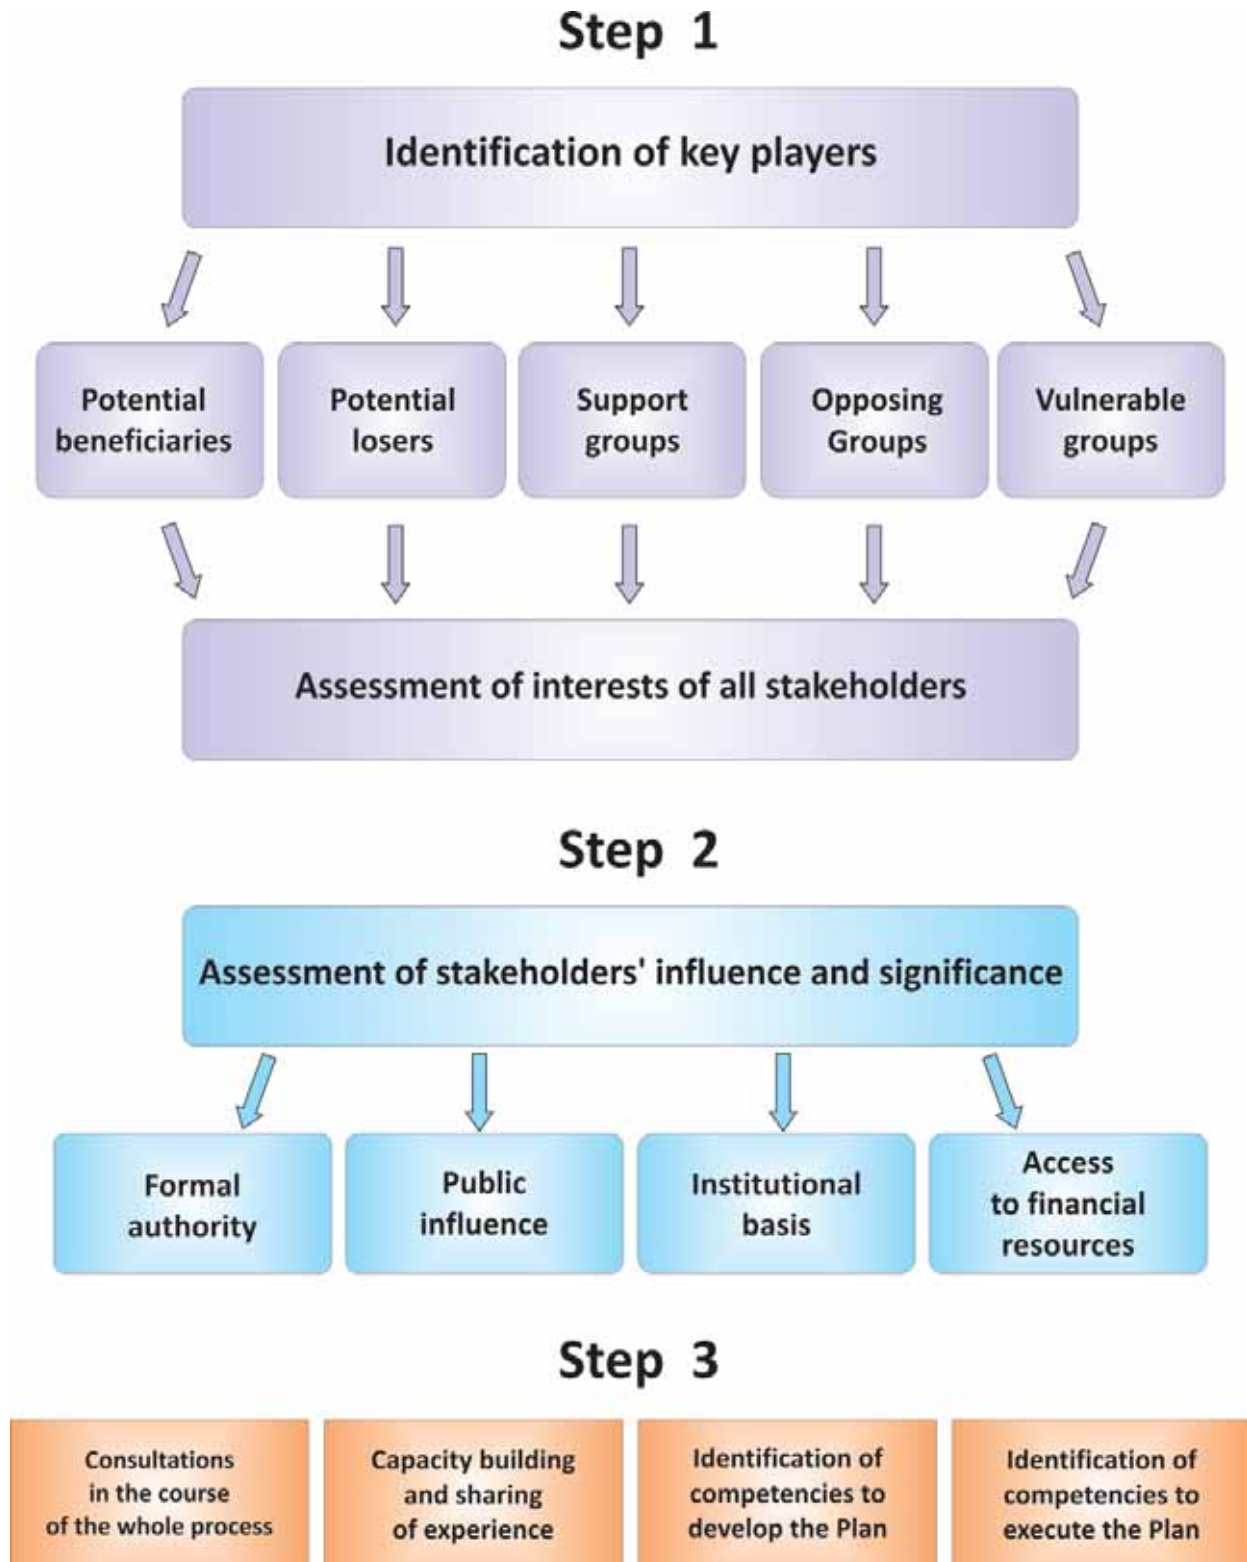 Step 1
Identification of key players
Potential
beneficiaries
Potential
losers
Support
groups
Opposing
Groups
Vulnerable
groups
Assessment of interests of all stakeholders
Step 2
Assessment of stakeholders' influence and significance
Formal
authority
Public
influence
Institutional
basis
Access
to financial
resources
Step 3
Consultations
in the course
of the whole process
Capacity building
and sharing
of experience
Identification of
competencies to
develop the Plan
Identification of
competencies to
execute the Plan